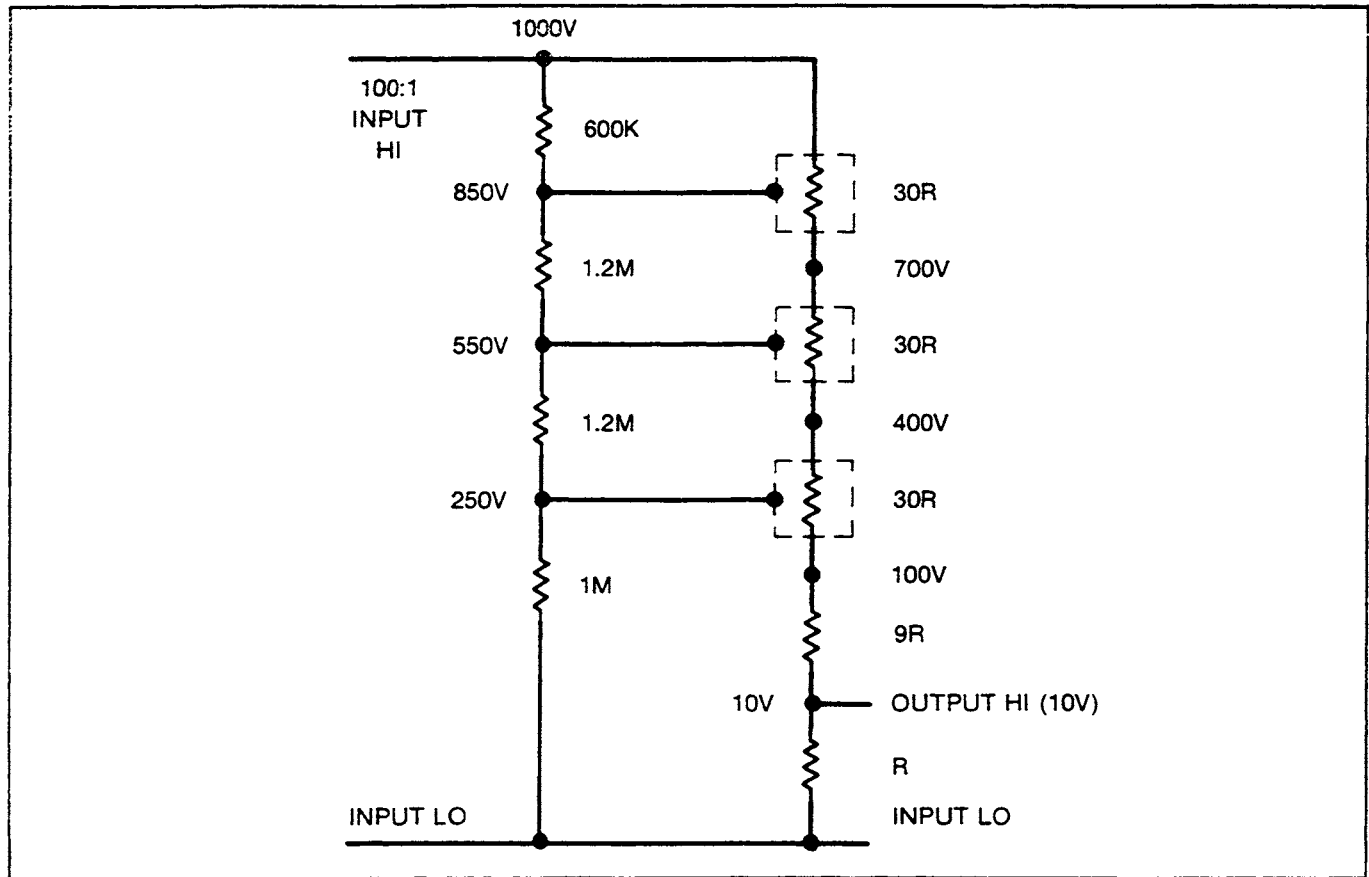 1000V
100:1
INPUT
HI
600K
850V
30R
1.2M
700V
550V
30R
1.2M
400V
250V
30R
1M
100V
9R
10V
OUTPUT HI (10V)
R
INPUT LO
INPUT LO